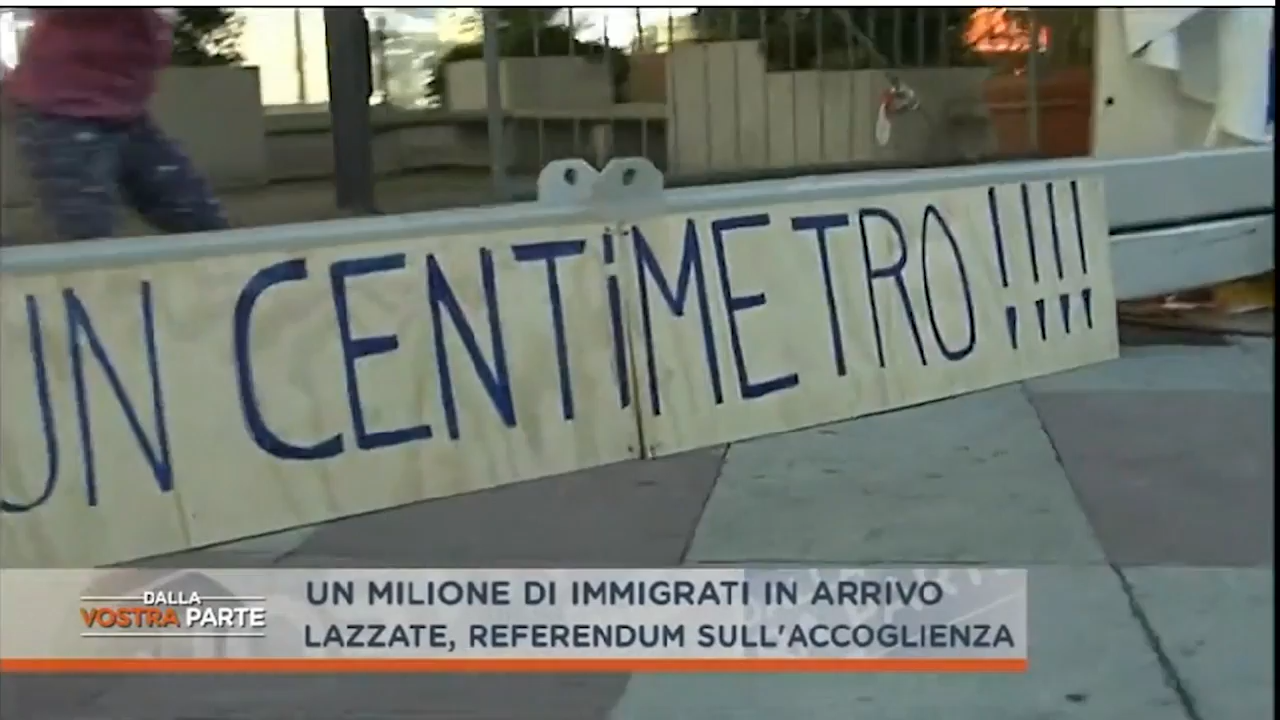 UN CENTiMETRO!!!!
DALLA
VOSTRA PARTE
UN MILIONE DI IMMIGRATI IN ARRIVO
LAZZATE, REFERENDUM SULL'ACCOGLIENZA